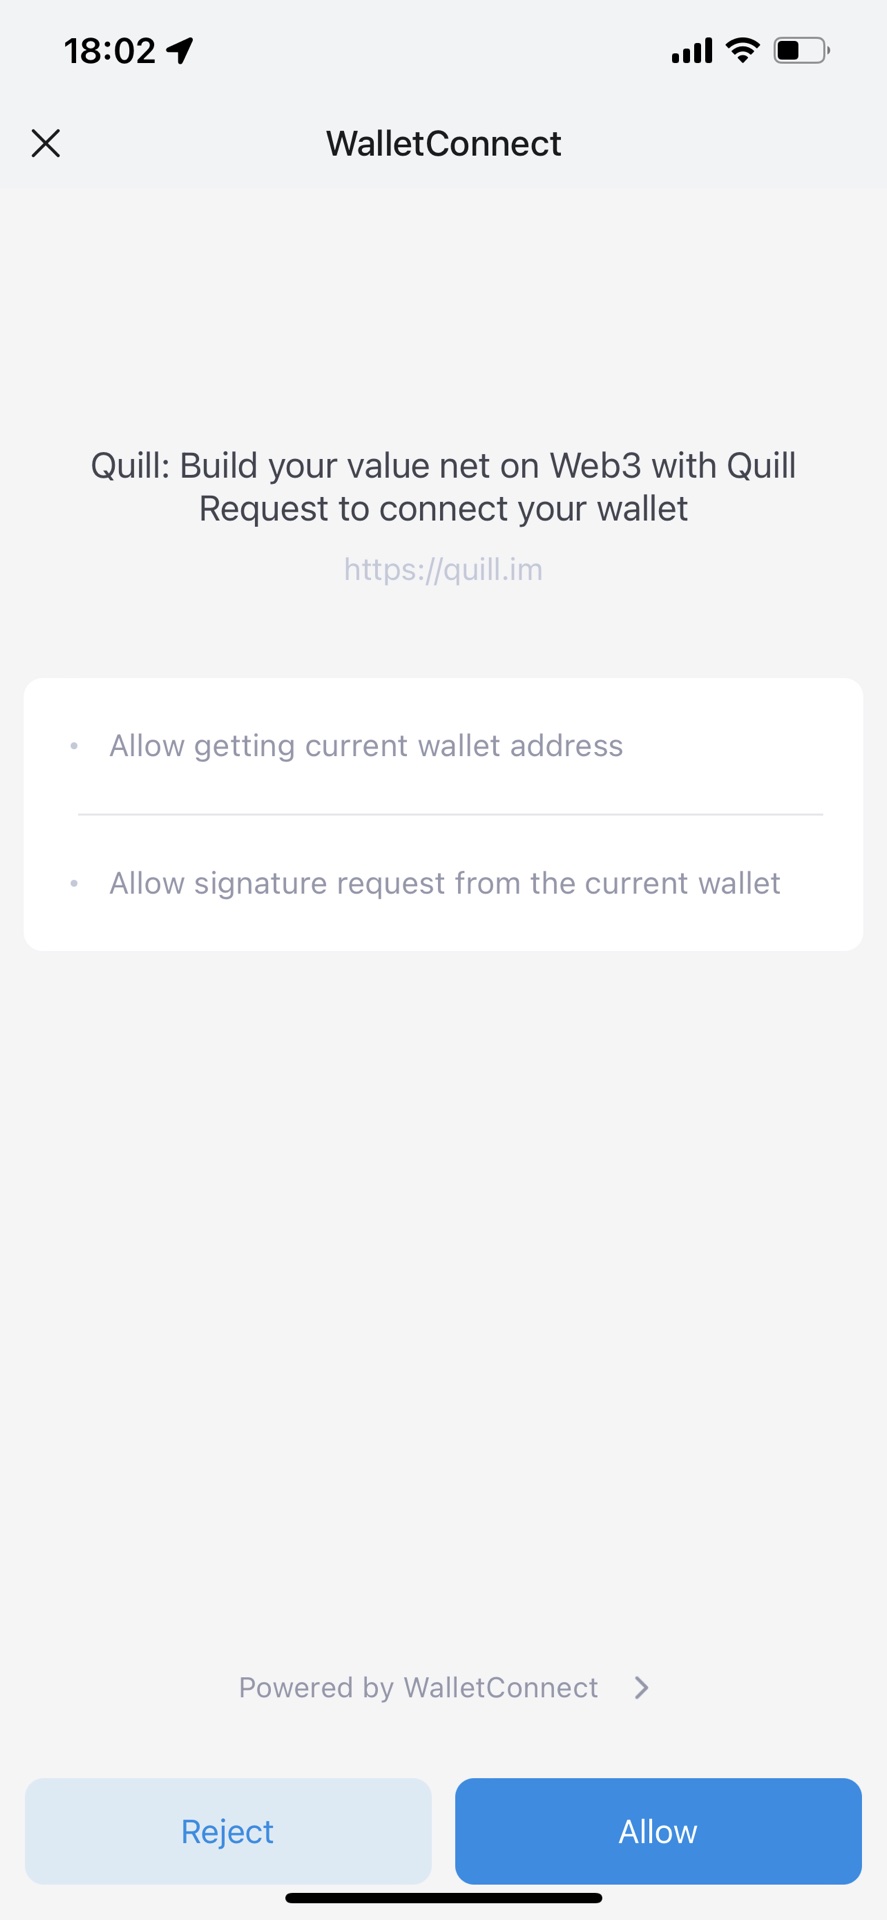 18:02
WalletConnect
Quill: Build your value net on Web3 with Quill
Request to connect your wallet
https://quill.im
• Allow getting current wallet address
• Allow signature request from the current wallet
Powered by WalletConnect
Reject
Allow